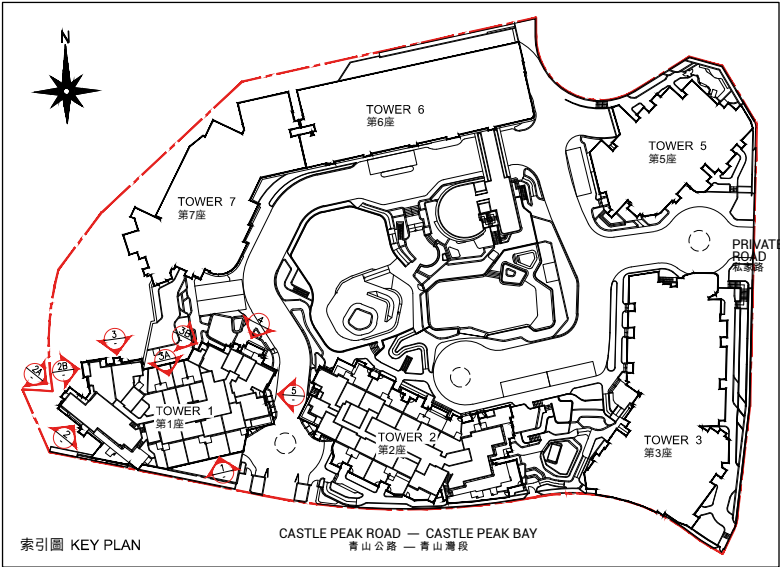 N
TOWER 6
第6座
TOWER 5
第5座
TOWER 7
第7座
PRIVATE
ROAD
私家路
3
-
3B
-
4
-
2A
-
2B
-
3A
-
5
-
TOWER 1
第1座
TOWER 2
第2座
TOWER 3
第3座
2
-
1
-
索引圖 KEY PLAN
CASTLE PEAK ROAD — CASTLE PEAK BAY
青山公路 — 青山灣段